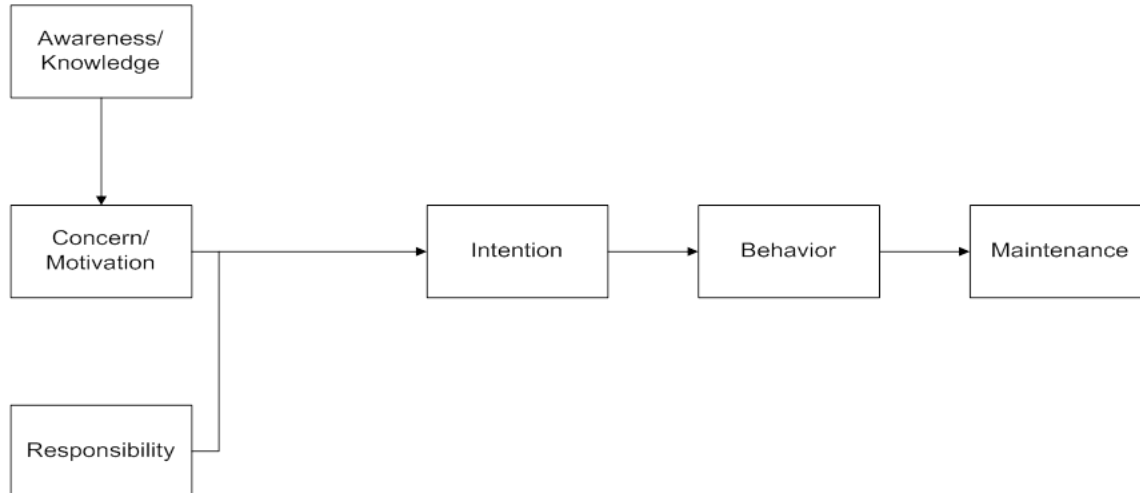 Awareness/
Knowledge
Concern/
Motivation
Intention
Behavior
Maintenance
Responsibility